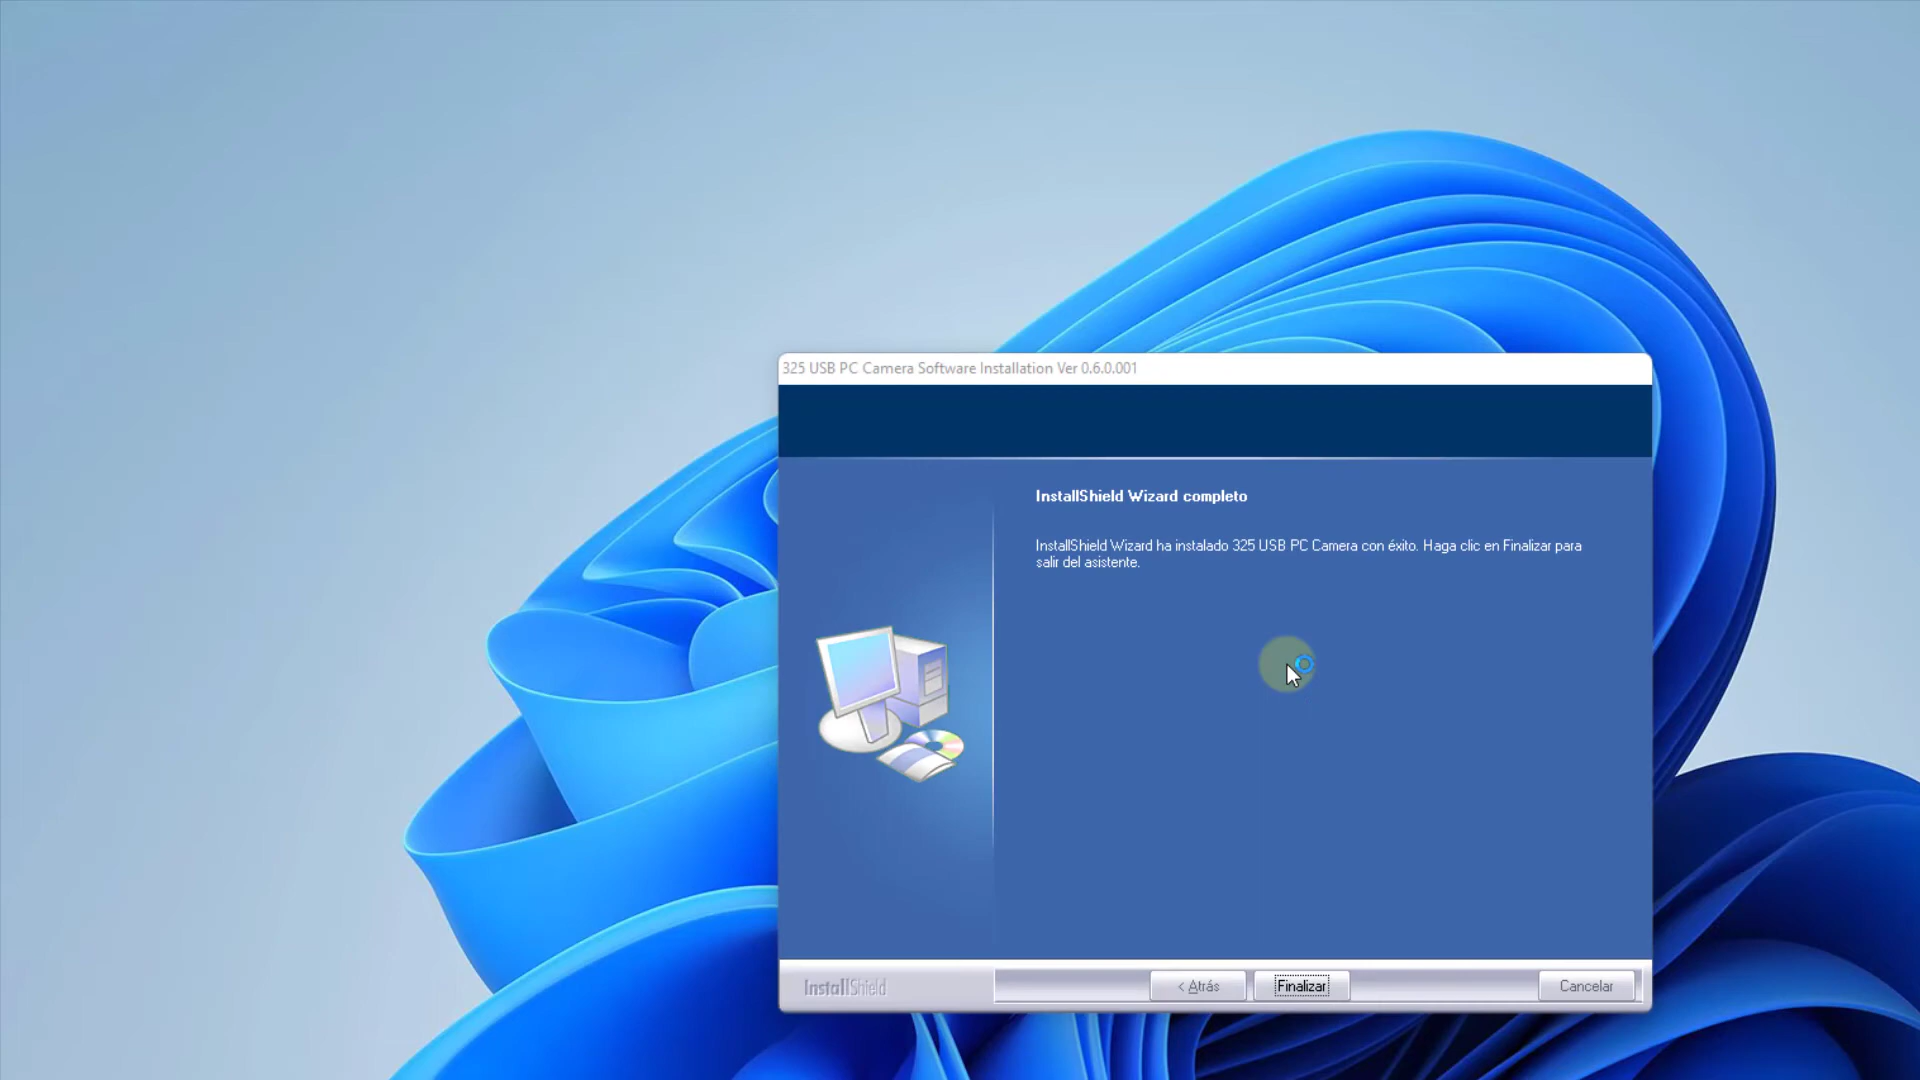 325 USB PC Camera Software Installation Ver 0.6.0.001
InstallShield Wizard completo
InstallShield Wizard ha instalado 325 USB PC Camera con éxito. Haga clic en Finalizar para
salir del asistente.
InstallShield
< Atrás
Finalizar
Cancelar